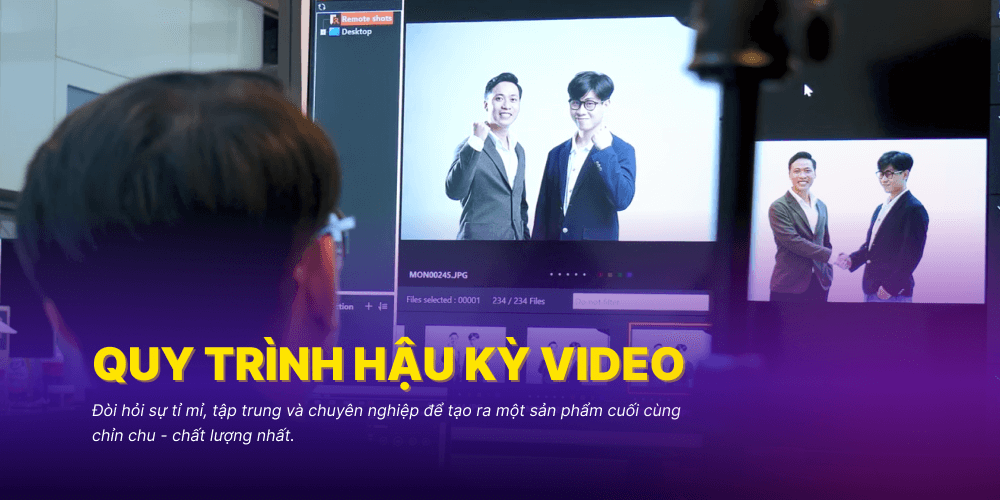 Remote shots
Desktop
MON00245.JPG
Files selected : 00001 234 / 234 Files
QUY TRÌNH HẬU KỲ VIDEO
Đòi hỏi sự tỉ mỉ, tập trung và chuyên nghiệp để tạo ra một sản phẩm cuối cùng
chỉn chu - chất lượng nhất.